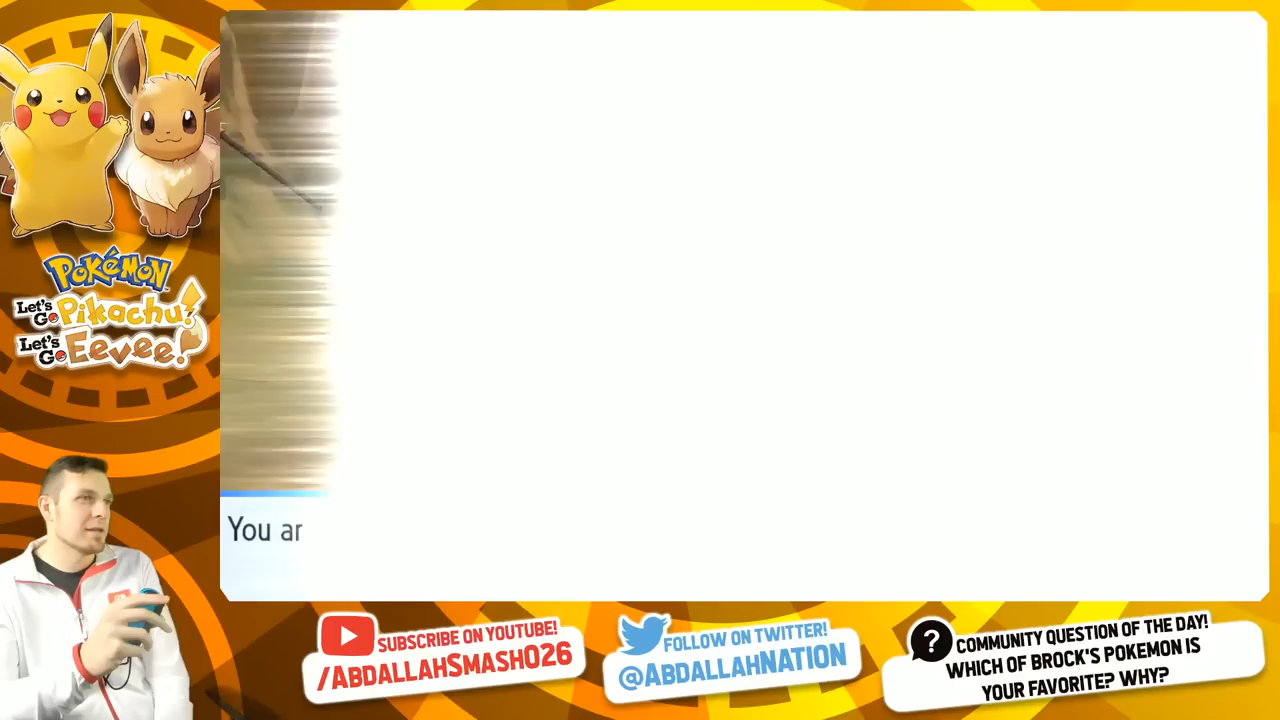 POKÉMON
Let's Go Pikachu!
Let's Go Eevee!
You ar
SUBSCRIBE ON YOUTUBE!
/ABDALLAHSMASH026
FOLLOW ON TWITTER!
@ABDALLAHNATION
? COMMUNITY QUESTION OF THE DAY!
WHICH OF BROCK'S POKEMON IS
YOUR FAVORITE? WHY?